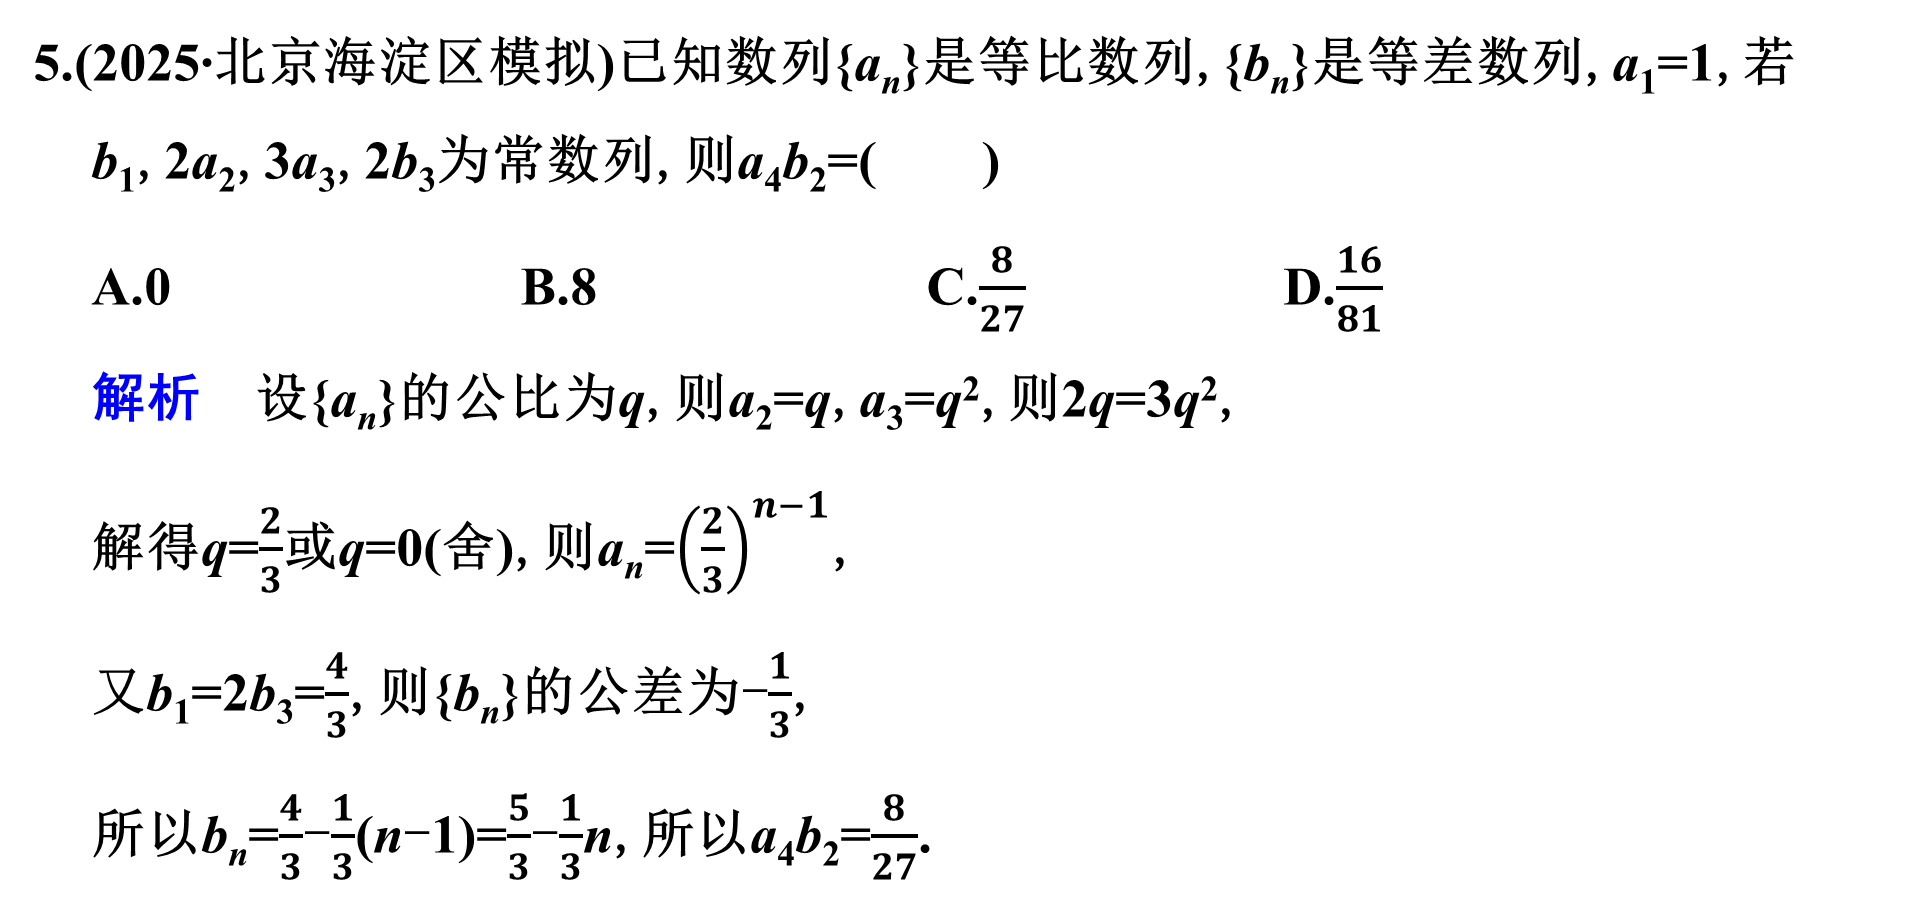 5.(2025·北京海淀区模拟)已知数列{aₙ}是等比数列, {bₙ}是等差数列, a₁=1, 若
b₁, 2a₂, 3a₃, 2b₃为常数列, 则a₄b₂=(  )
A.0 B.8 C.8/27 D.16/81
解析 设{aₙ}的公比为q, 则a₂=q, a₃=q², 则2q=3q²,
解得q=2/3或q=0(舍), 则aₙ=(2/3)ⁿ⁻¹,
又b₁=2b₃=4/3, 则{bₙ}的公差为−1/3,
所以bₙ=4/3−1/3(n−1)=5/3−1/3n, 所以a₄b₂=8/27.